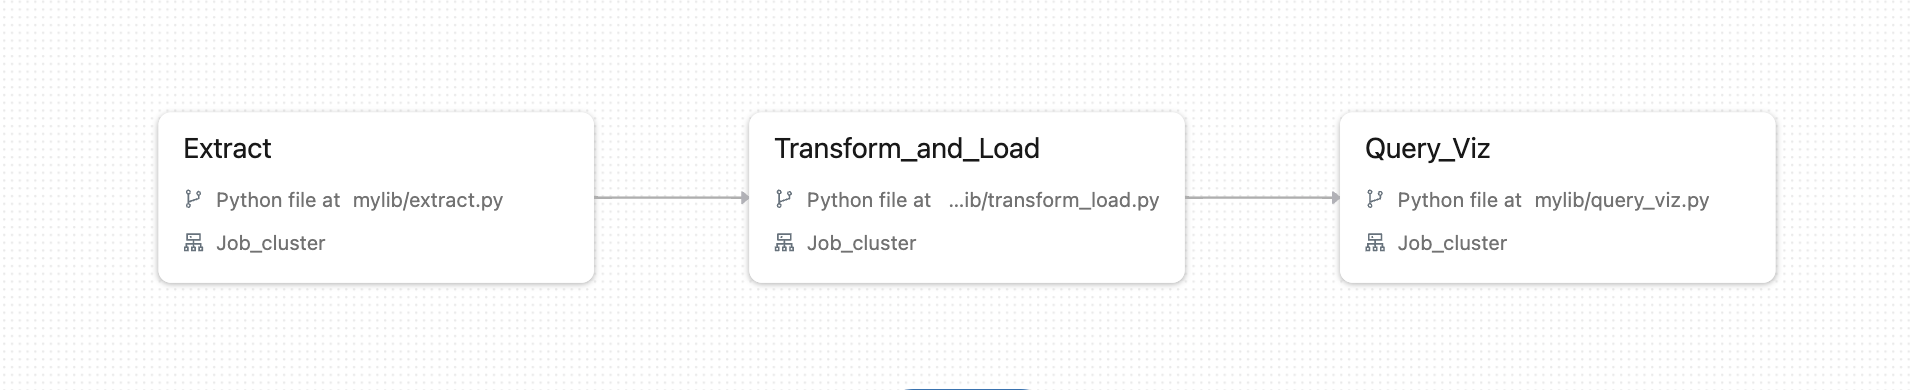 Extract
Python file at mylib/extract.py
Job_cluster
Transform_and_Load
Python file at ...ib/transform_load.py
Job_cluster
Query_Viz
Python file at mylib/query_viz.py
Job_cluster